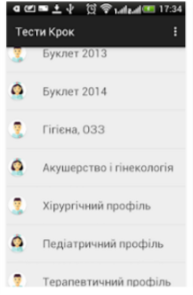 17:34
Тести Крок
Буклет 2013
Буклет 2014
Гігієна, ОЗЗ
Акушерство і гінекологія
Хірургічний профіль
Педіатричний профіль
Терапевтичний профіль